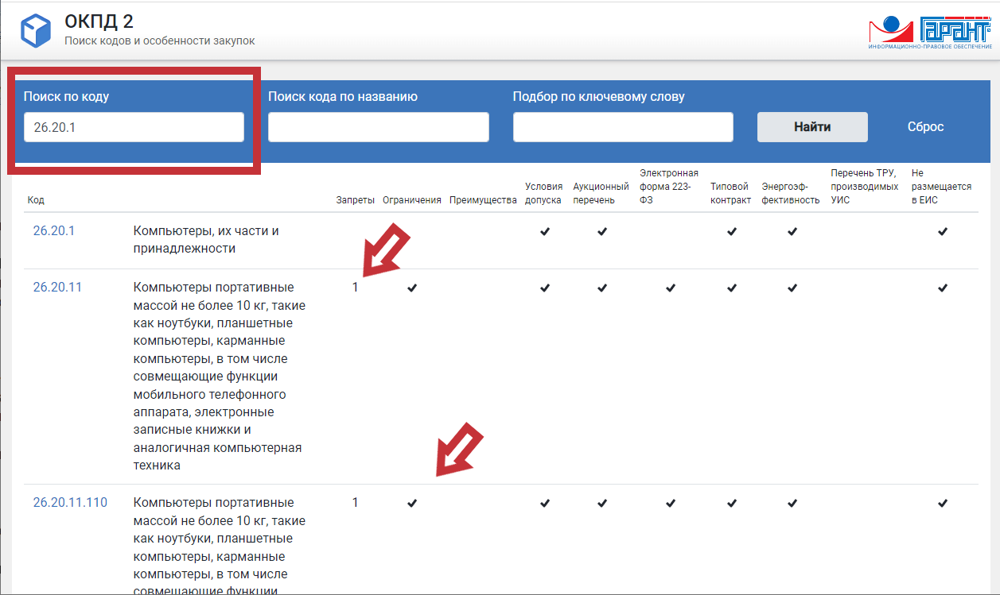 ОКПД 2
Поиск кодов и особенности закупок
ГАРАНТ
ИНФОРМАЦИОННО-ПРАВОВОЕ ОБЕСПЕЧЕНИЕ
Поиск по коду
Поиск кода по названию
Подбор по ключевому слову
26.20.1
Найти
Сброс
Код
Запреты
Ограничения
Преимущества
Условия
допуска
Аукционный
перечень
Электронная
форма 223-
ФЗ
Типовой
контракт
Энергоэф-
фективность
Перечень ТРУ,
производимых
УИС
Не
размещается
в ЕИС
26.20.1
Компьютеры, их части и
принадлежности
26.20.11
Компьютеры портативные
массой не более 10 кг, такие
как ноутбуки, планшетные
компьютеры, карманные
компьютеры, в том числе
совмещающие функции
мобильного телефонного
аппарата, электронные
записные книжки и
аналогичная компьютерная
техника
1
26.20.11.110
Компьютеры портативные
массой не более 10 кг, такие
как ноутбуки, планшетные
компьютеры, карманные
компьютеры, в том числе
совмещающие функции
1